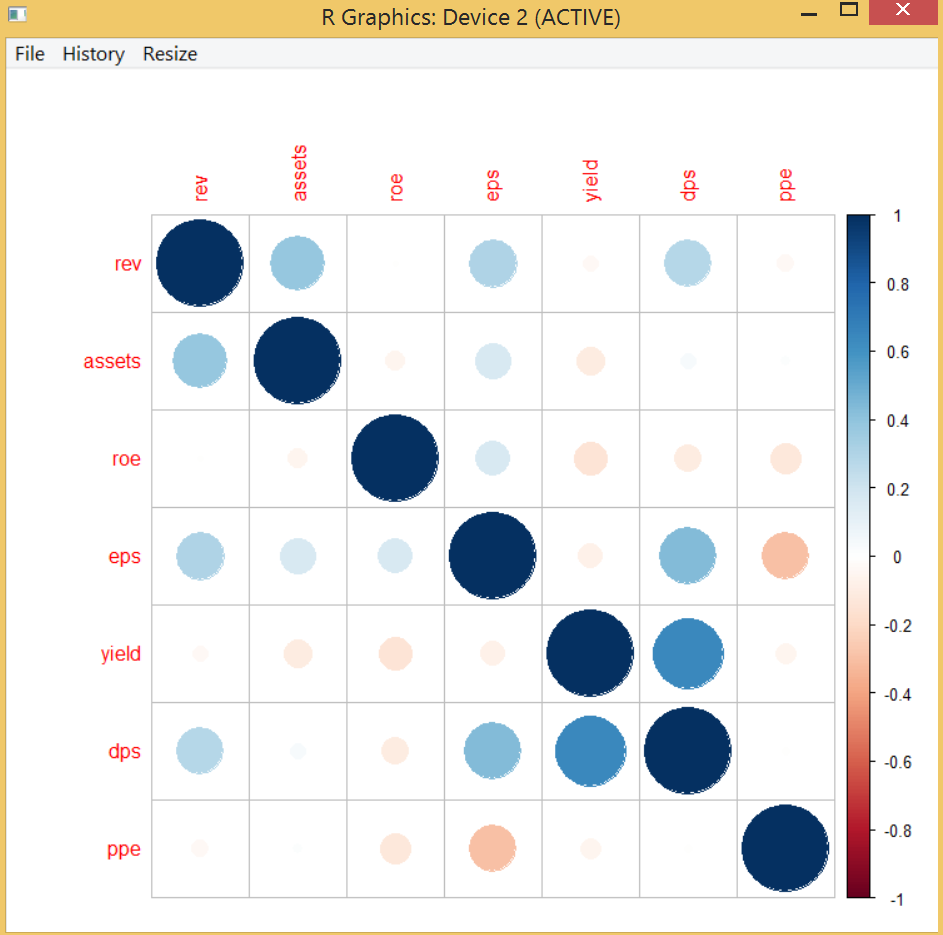 R Graphics: Device 2 (ACTIVE)
File History Resize
rev assets roe eps yield dps ppe
rev
assets
roe
eps
yield
dps
ppe
1
0.8
0.6
0.4
0.2
0
-0.2
-0.4
-0.6
-0.8
-1